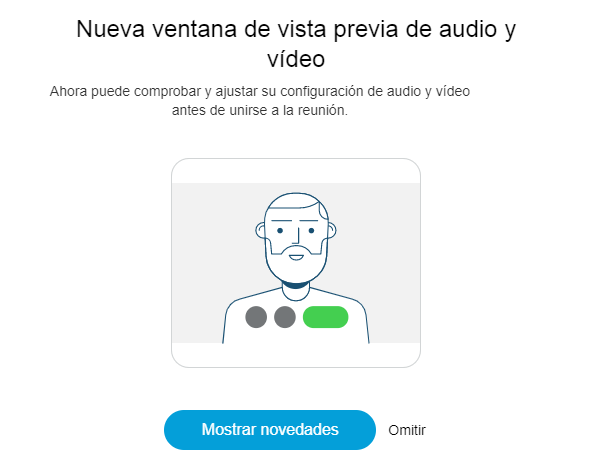 Nueva ventana de vista previa de audio y
vídeo
Ahora puede comprobar y ajustar su configuración de audio y vídeo
antes de unirse a la reunión.
Mostrar novedades
Omitir